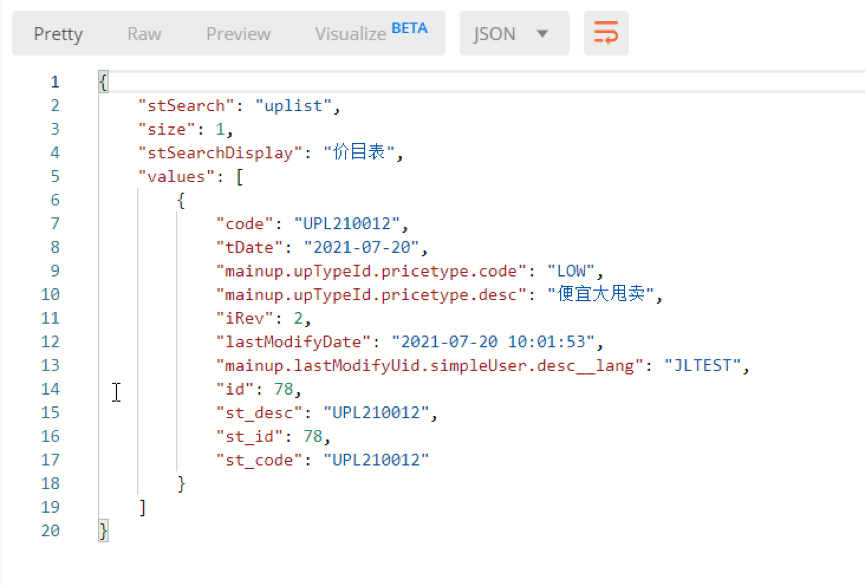 Pretty Raw Preview Visualize BETA JSON
1 {
2 "stSearch": "uplist",
3 "size": 1,
4 "stSearchDisplay": "价目表",
5 "values": [
6 {
7 "code": "UPL210012",
8 "tDate": "2021-07-20",
9 "mainup.upTypeId.pricetype.code": "LOW",
10 "mainup.upTypeId.pricetype.desc": "便宜大甩卖",
11 "iRev": 2,
12 "lastModifyDate": "2021-07-20 10:01:53",
13 "mainup.lastModifyUid.simpleUser.desc__lang": "JLTEST",
14 "id": 78,
15 "st_desc": "UPL210012",
16 "st_id": 78,
17 "st_code": "UPL210012"
18 }
19 ]
20 }